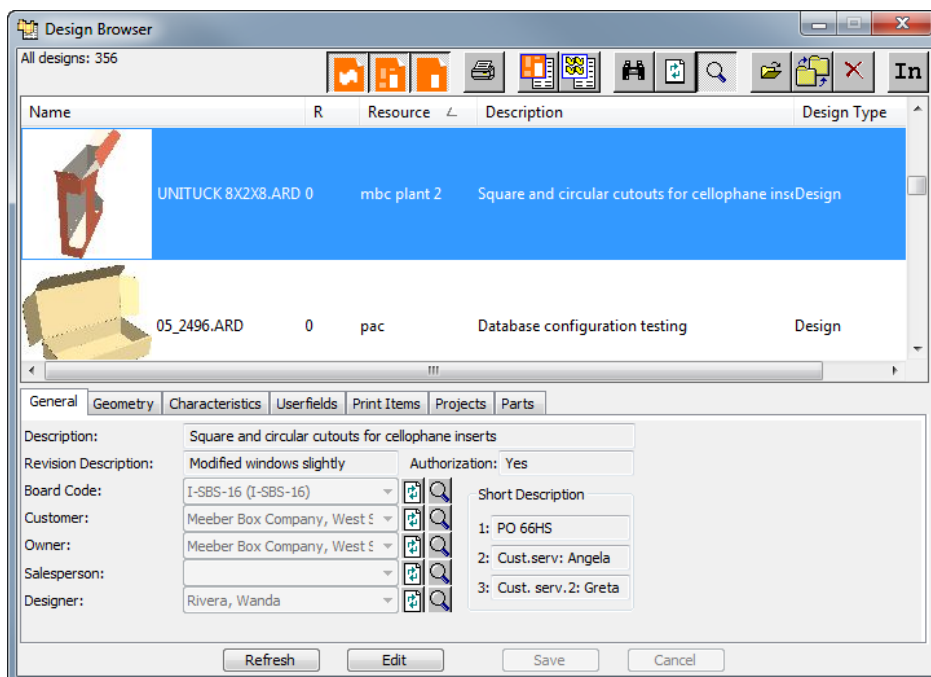 Design Browser
All designs: 356
In
Name R Resource Description Design Type
UNITUCK 8X2X8.ARD 0 mbc plant 2 Square and circular cutouts for cellophane inse Design
05_2496.ARD 0 pac Database configuration testing Design
General Geometry Characteristics Userfields Print Items Projects Parts
Description: Square and circular cutouts for cellophane inserts
Revision Description: Modified windows slightly Authorization: Yes
Board Code: I-SBS-16 (I-SBS-16) Short Description
Customer: Meeber Box Company, West S 1: PO 66HS
Owner: Meeber Box Company, West S 2: Cust.serv: Angela
Salesperson: 3: Cust. serv.2: Greta
Designer: Rivera, Wanda
Refresh Edit Save Cancel